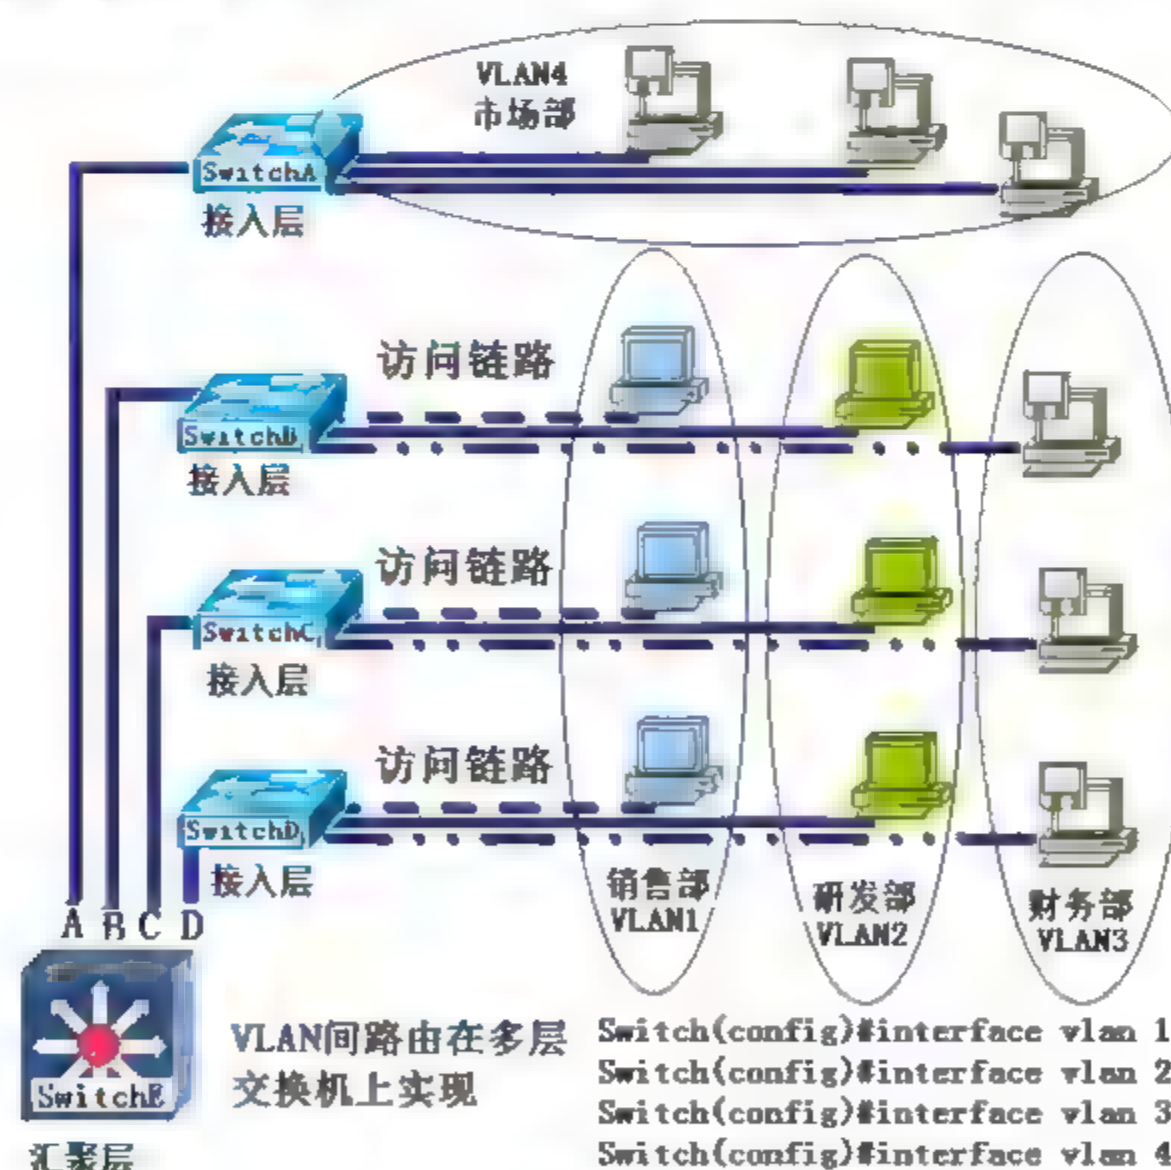 VLAN4
市场部
SwitchA
接入层
访问链路
SwitchB
接入层
访问链路
SwitchC
接入层
访问链路
SwitchD
接入层
销售部
VLAN1
研发部
VLAN2
财务部
VLAN3
A B C D
SwitchE
汇聚层
VLAN间路由在多层
交换机上实现
Switch(config)#interface vlan 1
Switch(config)#interface vlan 2
Switch(config)#interface vlan 3
Switch(config)#interface vlan 4